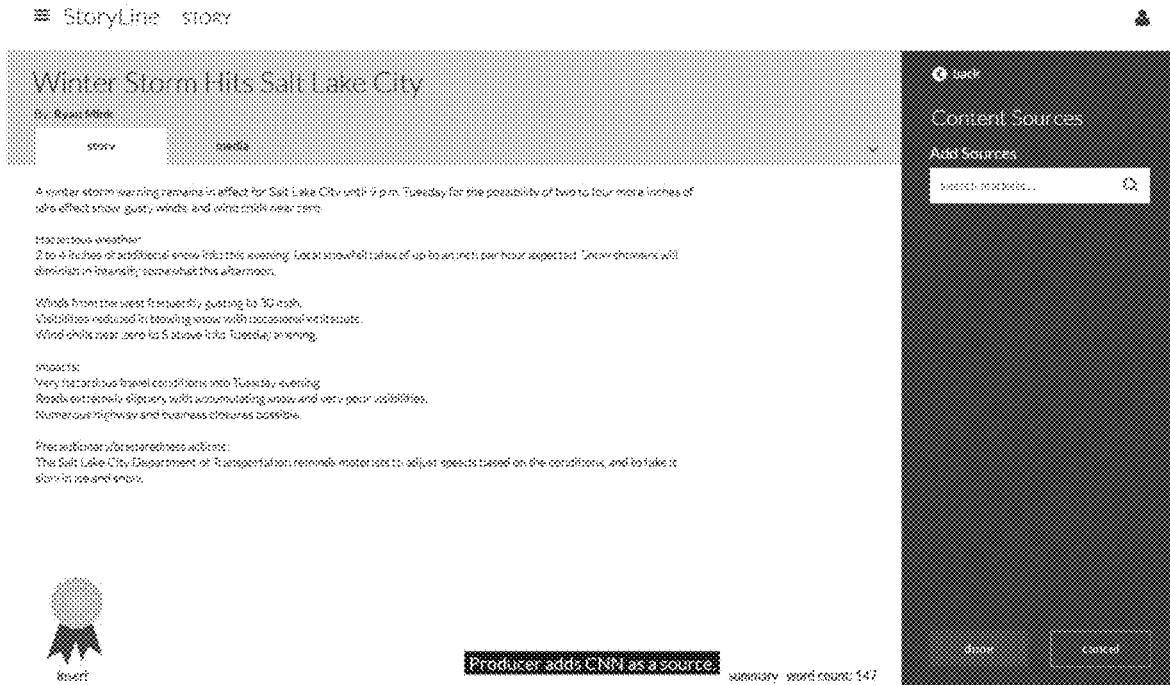 StoryLine STORY
Winter Storm Hits Salt Lake City
By: Ryan Mink
story media
A winter storm warning remains in effect for Salt Lake City until 9 p.m. Tuesday for the possibility of two to four more inches of
lake effect snow, gusty winds, and wind chills near zero.
Hazardous weather:
2 to 4 inches of additional snow into this evening. Local snowfall rates of up to an inch per hour expected. Snow showers will
diminish in intensity somewhat this afternoon.
Winds from the west frequently gusting to 30 mph.
Visibilities reduced in blowing snow with occasional whiteouts.
Wind chills near zero to 5 above into Tuesday evening.
Impacts:
Very hazardous travel conditions into Tuesday evening.
Roads extremely slippery with accumulating snow and very poor visibilities.
Numerous highway and business closures possible.
Precautionary/preparedness actions:
The Salt Lake City Department of Transportation reminds motorists to adjust speeds based on the conditions, and to take it
slow in ice and snow.
Insert
Producer adds CNN as a source.
summary word count: 147
back
Content Sources
Add Sources
search markets...
done cancel